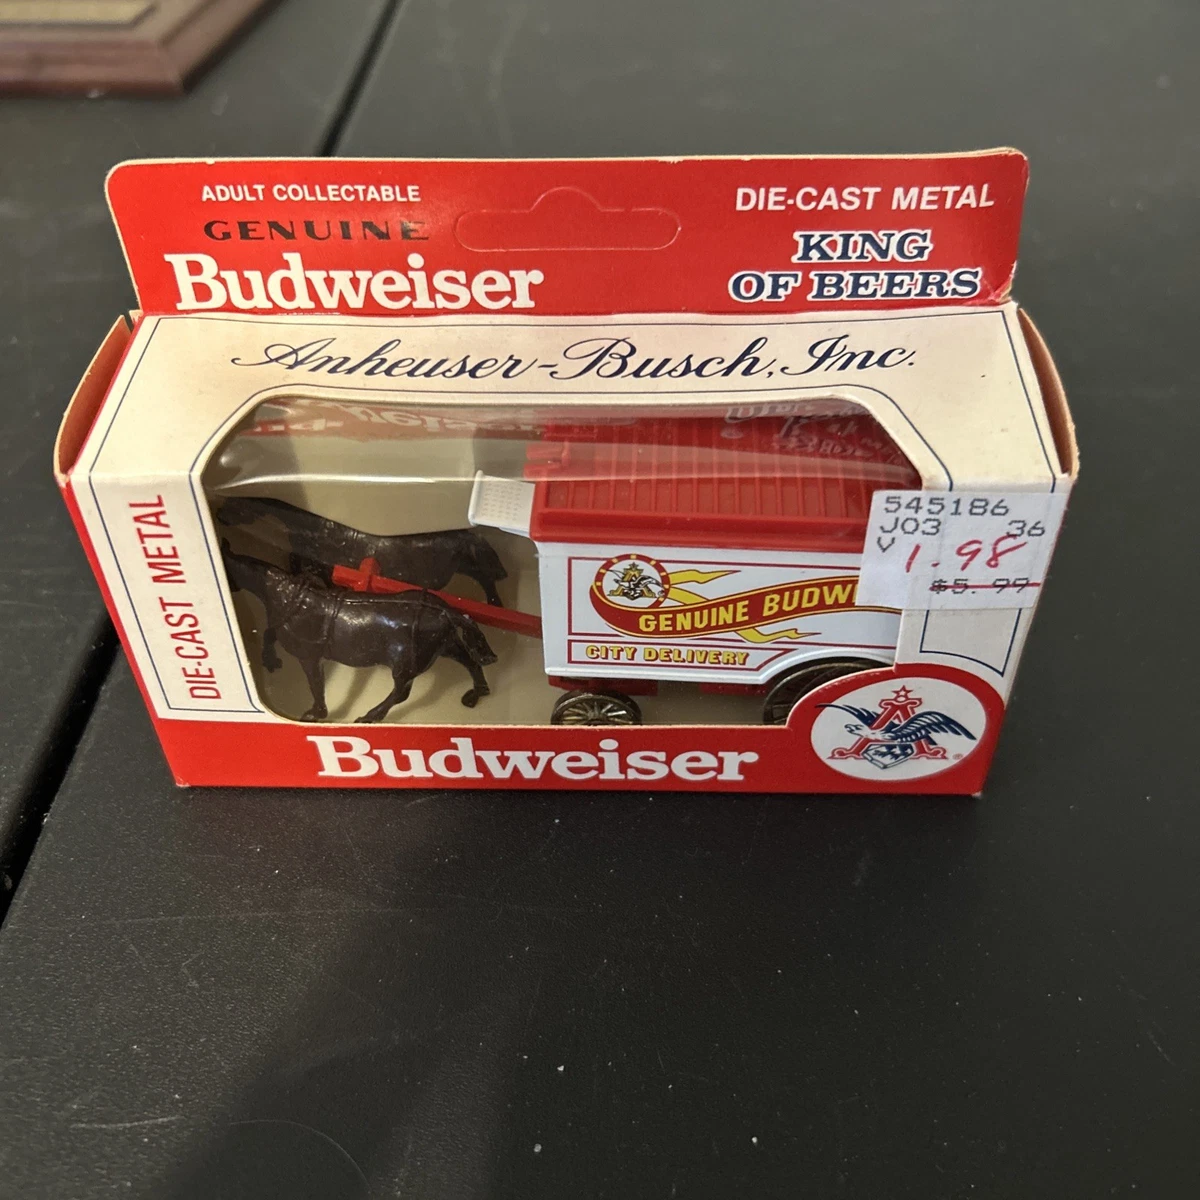 ADULT COLLECTABLE
GENUINE
Budweiser
DIE-CAST METAL
KING
OF BEERS
Anheuser-Busch, Inc.
DIE-CAST METAL
GENUINE BUDW
CITY DELIVERY
545186
J03 36
V 1.98
$5.99
Budweiser
A
®